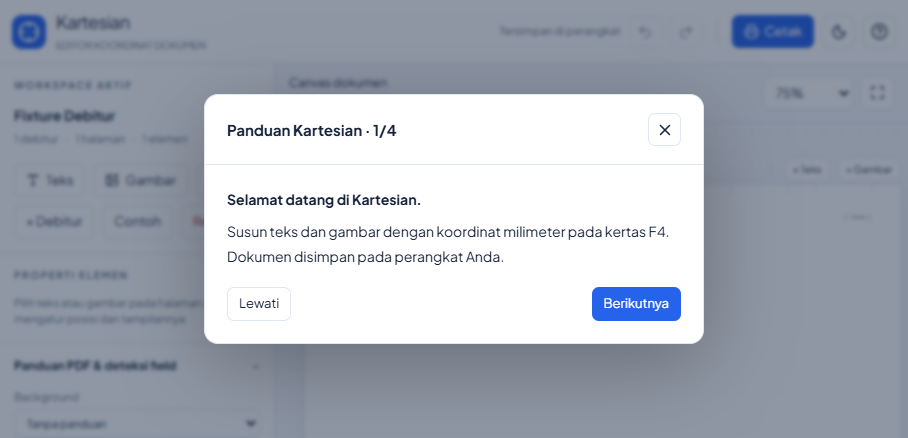 Kartesian
EDITOR KOORDINAT DOKUMEN
Tersimpan di perangkat
Cetak
WORKSPACE AKTIF
Fixture Debitur
1 debitur · 1 halaman · 1 elemen
Teks
Gambar
+ Debitur
Contoh
PROPERTI ELEMEN
Pilih teks atau gambar pada halaman
mengatur posisi dan tampilannya.
Panduan PDF & deteksi field
Background
Tanpa panduan
Canvas dokumen
75%
+ Teks
+ Gambar
Panduan Kartesian · 1/4
Selamat datang di Kartesian.
Susun teks dan gambar dengan koordinat milimeter pada kertas F4.
Dokumen disimpan pada perangkat Anda.
Lewati
Berikutnya